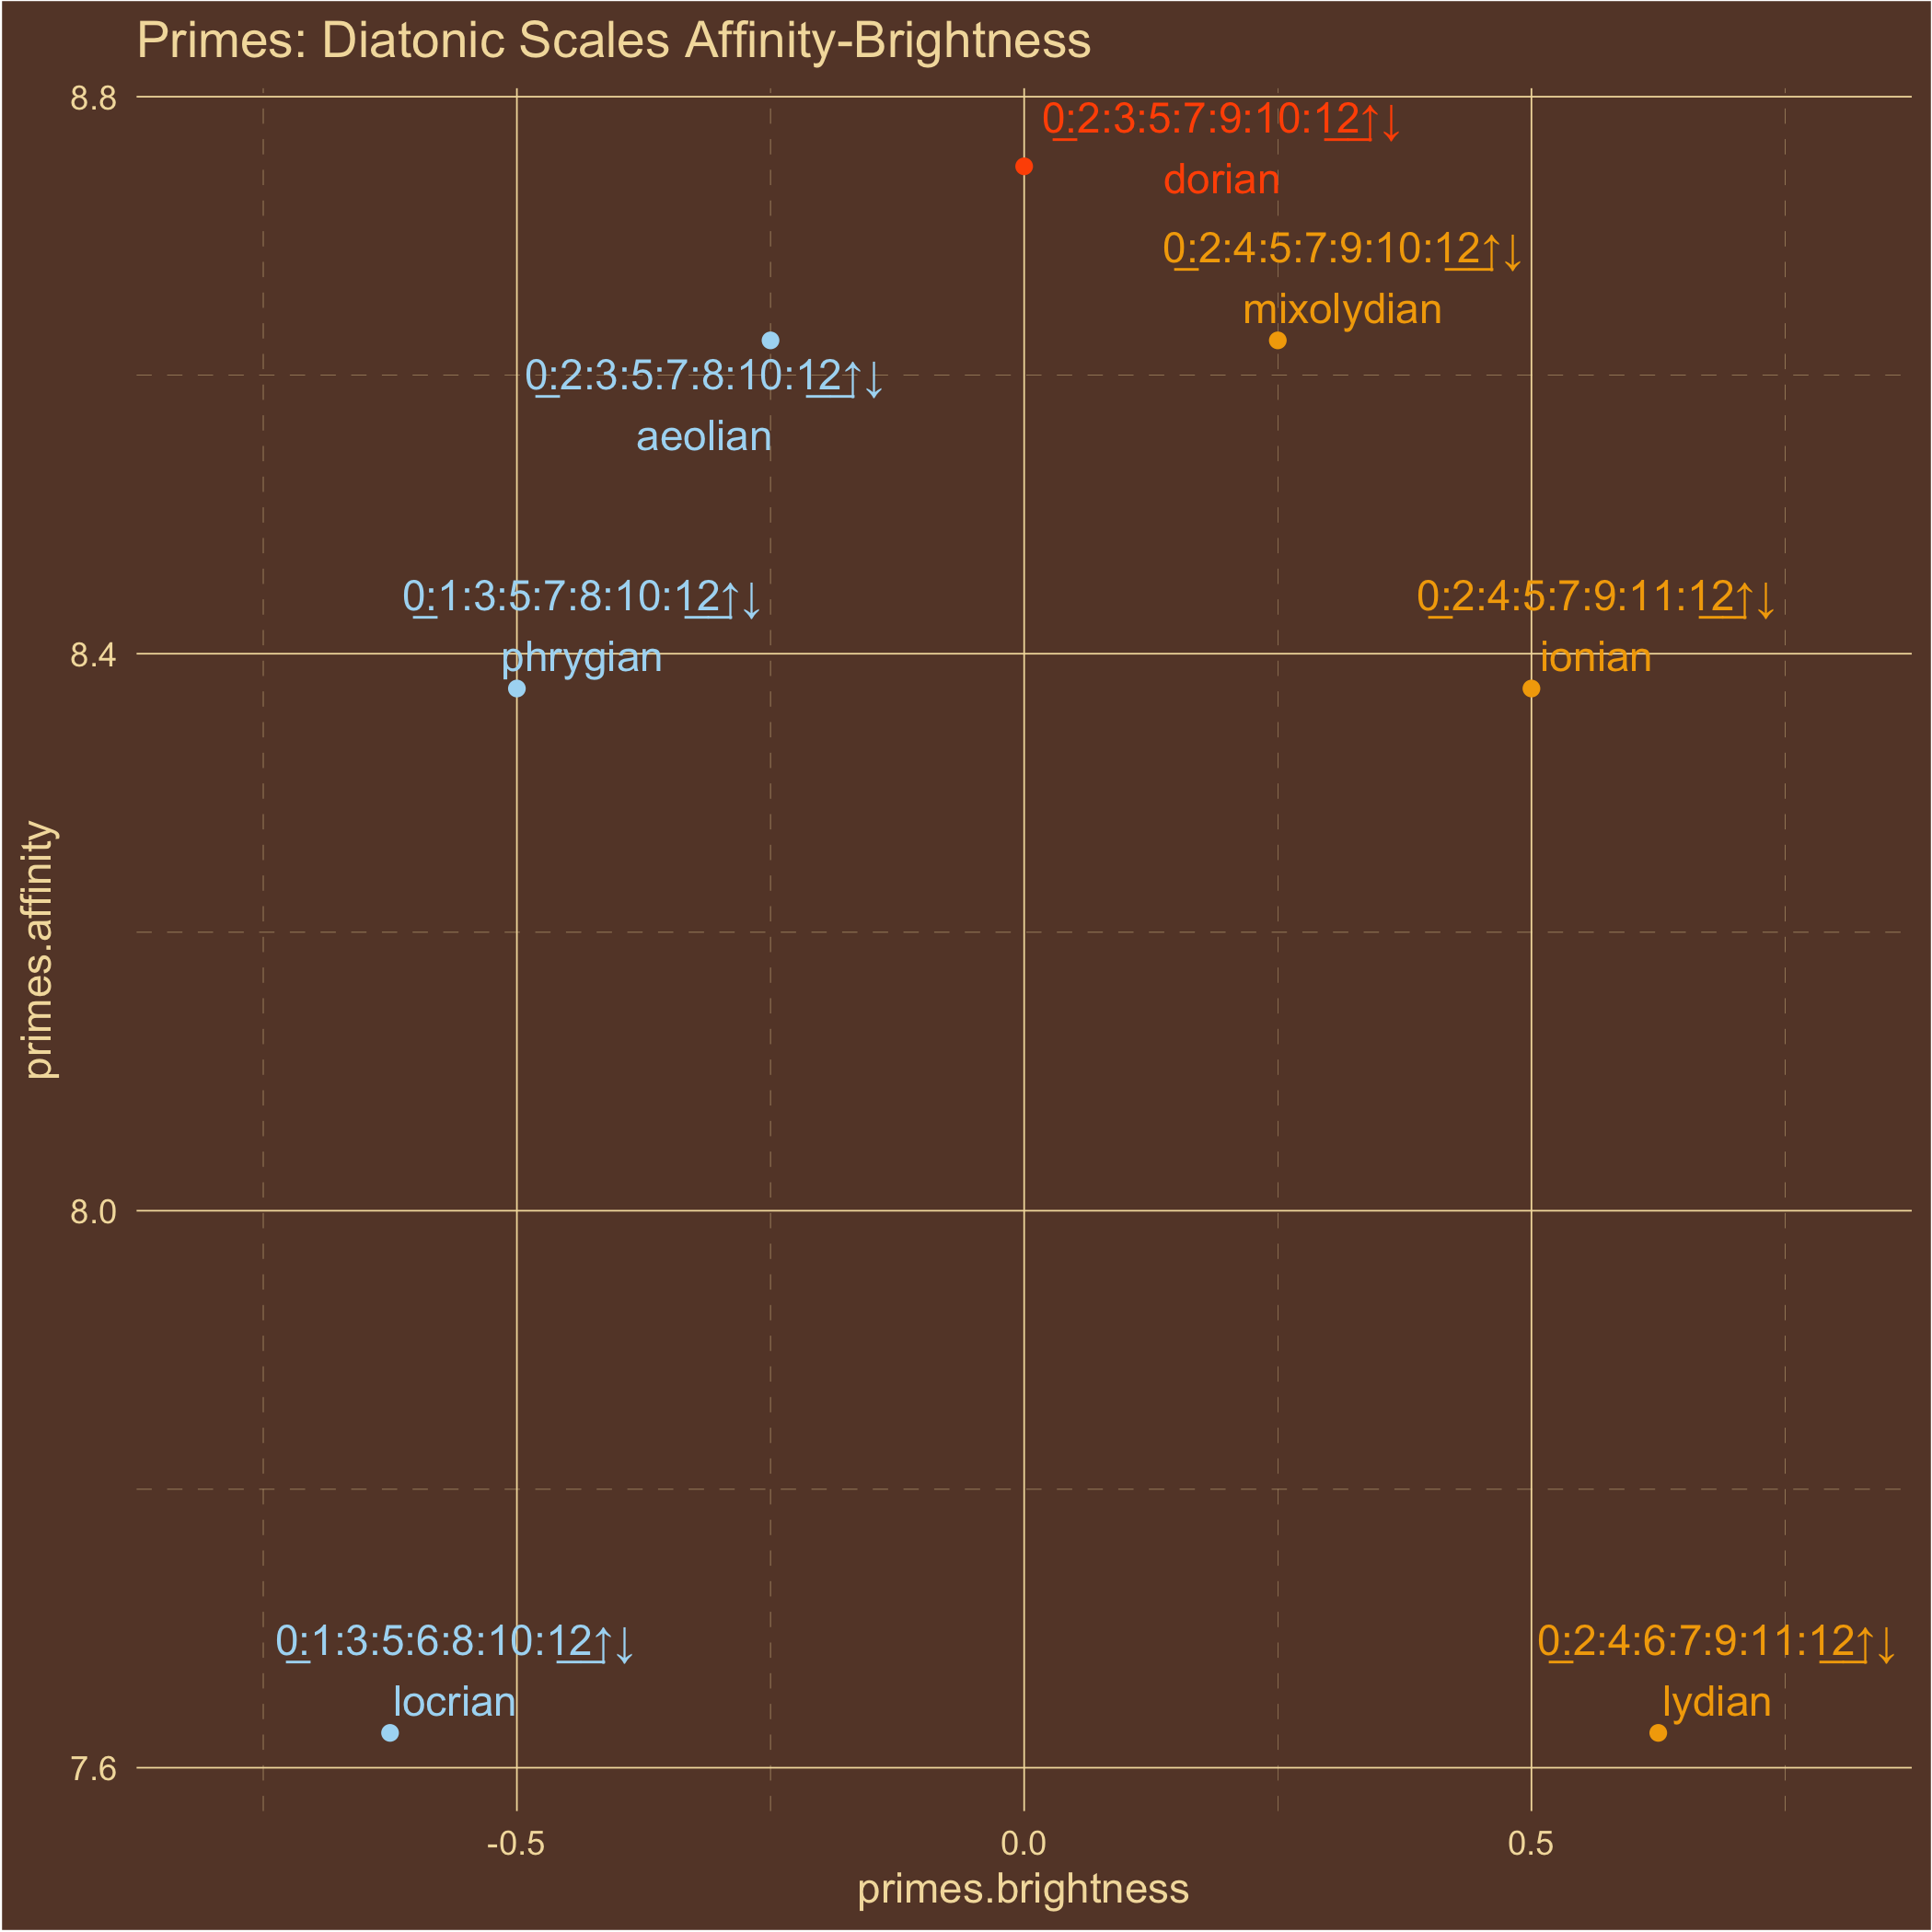 Primes: Diatonic Scales Affinity-Brightness
8.8
0:2:3:5:7:9:10:12↑↓
dorian
0:2:4:5:7:9:10:12↑↓
mixolydian
0:2:3:5:7:8:10:12↑↓
aeolian
0:1:3:5:7:8:10:12↑↓
phrygian
0:2:4:5:7:9:11:12↑↓
ionian
8.4
primes.affinity
8.0
0:1:3:5:6:8:10:12↑↓
locrian
0:2:4:6:7:9:11:12↑↓
lydian
7.6
-0.5 0.0 0.5
primes.brightness